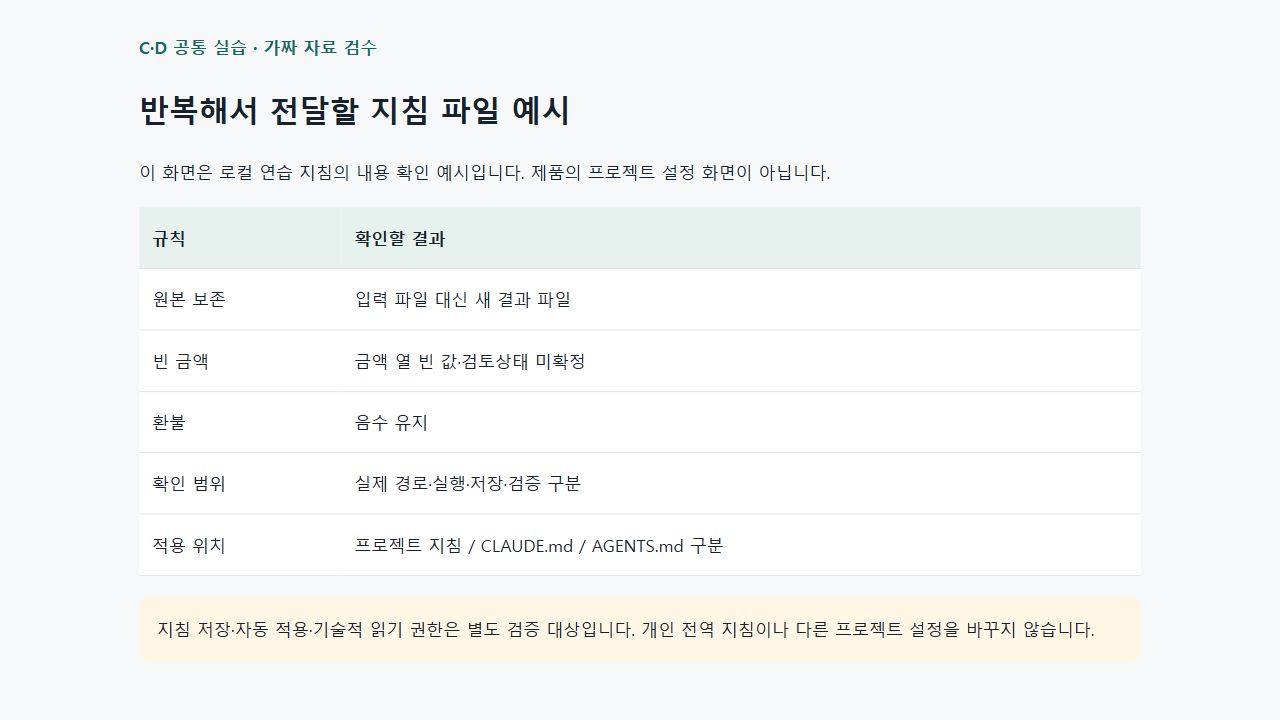 C·D 공통 실습 · 가짜 자료 검수
반복해서 전달할 지침 파일 예시
이 화면은 로컬 연습 지침의 내용 확인 예시입니다. 제품의 프로젝트 설정 화면이 아닙니다.
규칙 확인할 결과
원본 보존 입력 파일 대신 새 결과 파일
빈 금액 금액 열 빈 값·검토상태 미확정
환불 음수 유지
확인 범위 실제 경로·실행·저장·검증 구분
적용 위치 프로젝트 지침 / CLAUDE.md / AGENTS.md 구분
지침 저장·자동 적용·기술적 읽기 권한은 별도 검증 대상입니다. 개인 전역 지침이나 다른 프로젝트 설정을 바꾸지 않습니다.